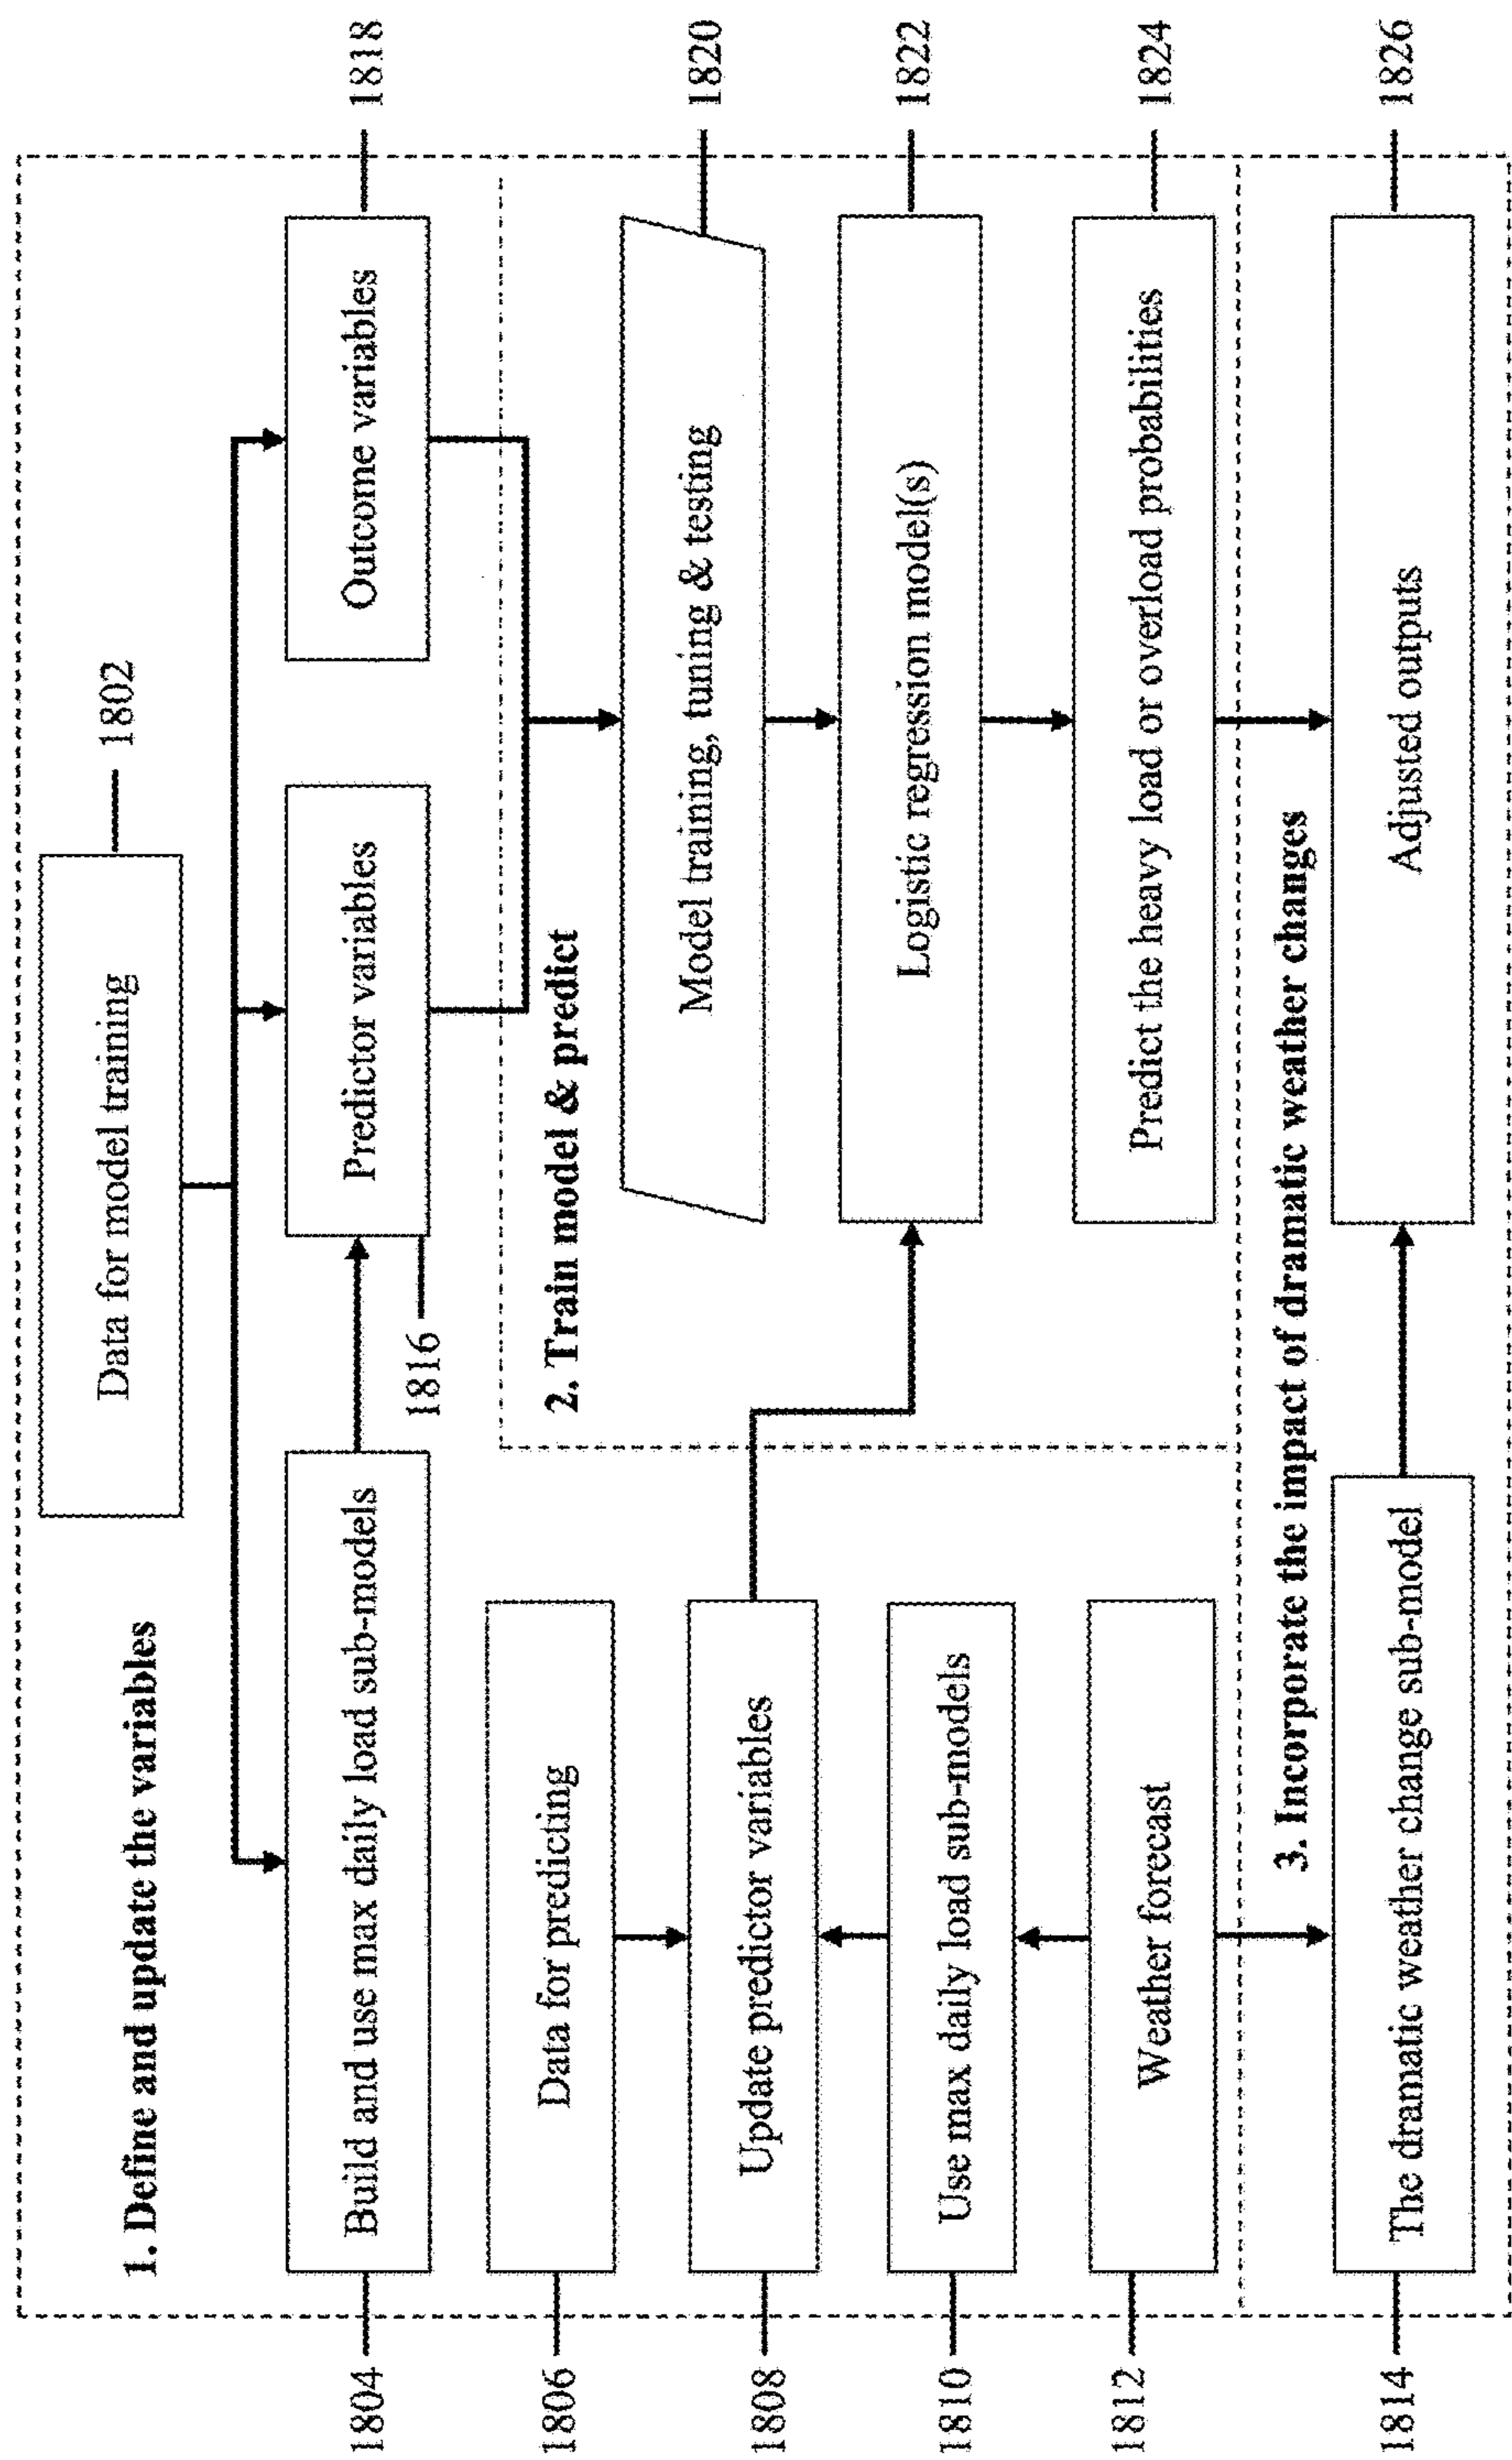 Data for model training
1802
1. Define and update the variables
1804
Build and use max daily load sub-models
Predictor variables
1816
Outcome variables
1818
1806
Data for predicting
1808
Update predictor variables
1810
Use max daily load sub-models
1812
Weather forecast
2. Train model & predict
Model training, tuning & testing
1820
Logistic regression model(s)
1822
Predict the heavy load or overload probabilities
1824
3. Incorporate the impact of dramatic weather changes
1814
The dramatic weather change sub-model
Adjusted outputs
1826